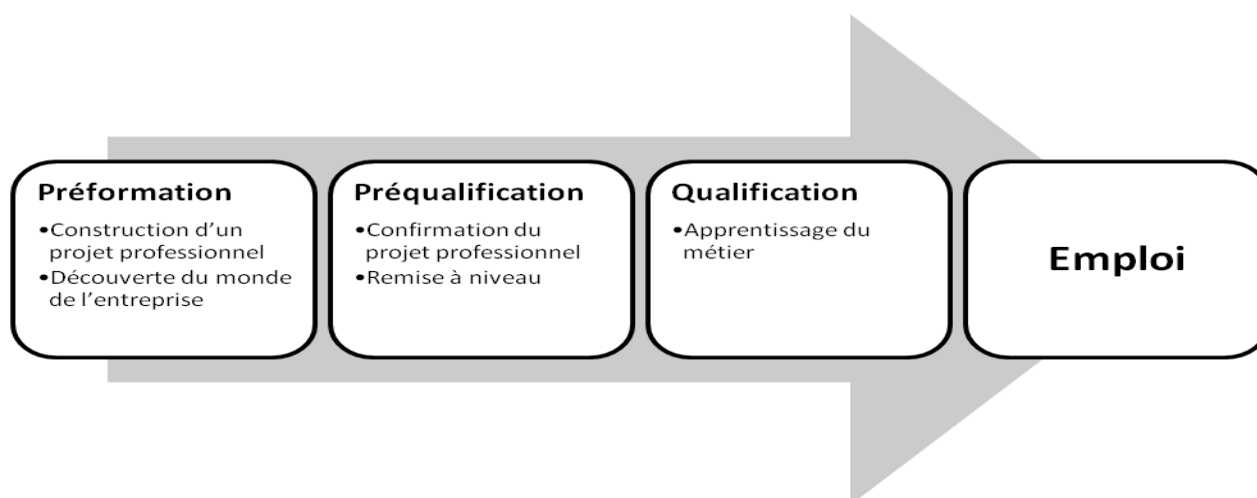 Préformation
•Construction d’un
projet professionnel
•Découverte du monde
de l’entreprise
Préqualification
•Confirmation du
projet professionnel
•Remise à niveau
Qualification
•Apprentissage du
métier
Emploi